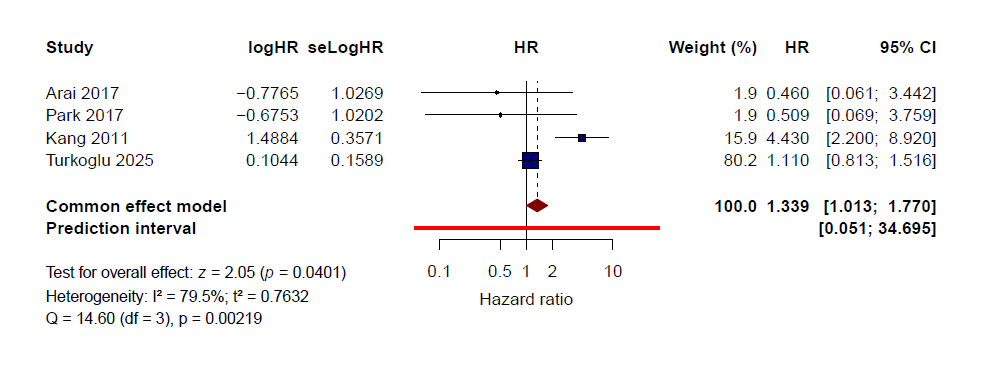 Study logHR seLogHR HR Weight (%) HR 95% CI
Arai 2017 −0.7765 1.0269 1.9 0.460 [0.061; 3.442]
Park 2017 −0.6753 1.0202 1.9 0.509 [0.069; 3.759]
Kang 2011 1.4884 0.3571 15.9 4.430 [2.200; 8.920]
Turkoglu 2025 0.1044 0.1589 80.2 1.110 [0.813; 1.516]
Common effect model 100.0 1.339 [1.013; 1.770]
Prediction interval [0.051; 34.695]
0.1 0.5 1 2 10
Hazard ratio
Test for overall effect: z = 2.05 (p = 0.0401)
Heterogeneity: I² = 79.5%; t² = 0.7632
Q = 14.60 (df = 3), p = 0.00219